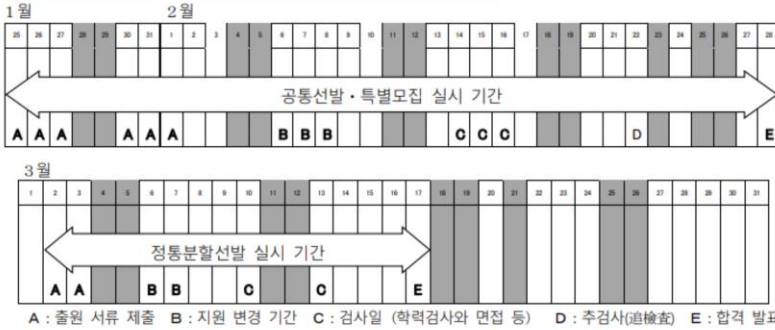 1월 2월
25 26 27 28 29 30 31 1 2 3 4 5 6 7 8 9 10 11 12 13 14 15 16 17 18 19 20 21 22 23 24 25 26 27 28
공통선발・특별모집 실시 기간
A A A A A A B B B C C C D E
3월
1 2 3 4 5 6 7 8 9 10 11 12 13 14 15 16 17 18 19 20 21 22 23 24 25 26 27 28 29 30 31
정통분할선발 실시 기간
A A B B C C E
A : 출원 서류 제출 B : 지원 변경 기간 C : 검사일 (학력검사와 면접 등) D : 추검사(追檢査) E : 합격 발표